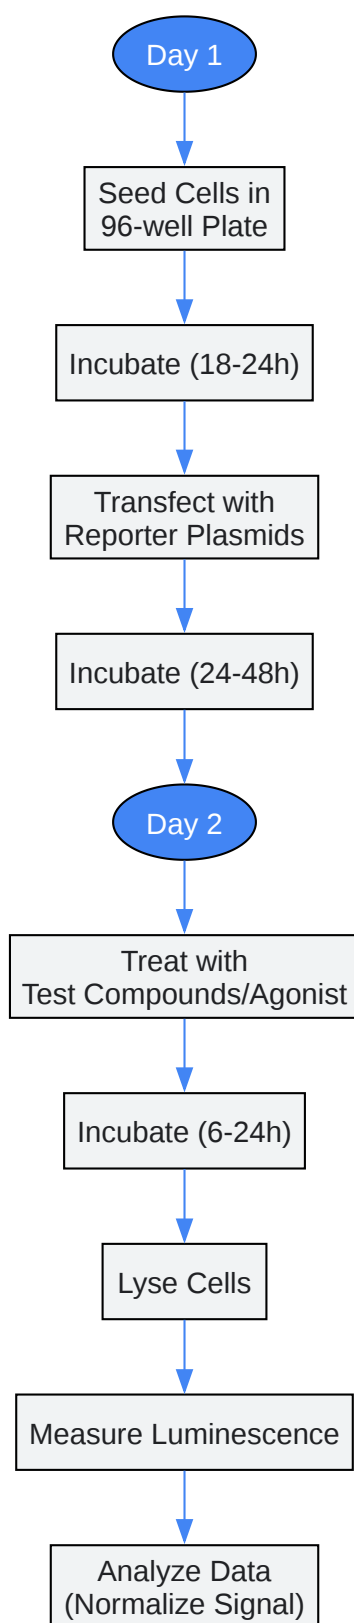 Day 1
Seed Cells in
96-well Plate
Incubate (18-24h)
Transfect with
Reporter Plasmids
Incubate (24-48h)
Day 2
Treat with
Test Compounds/Agonist
Incubate (6-24h)
Lyse Cells
Measure Luminescence
Analyze Data
(Normalize Signal)